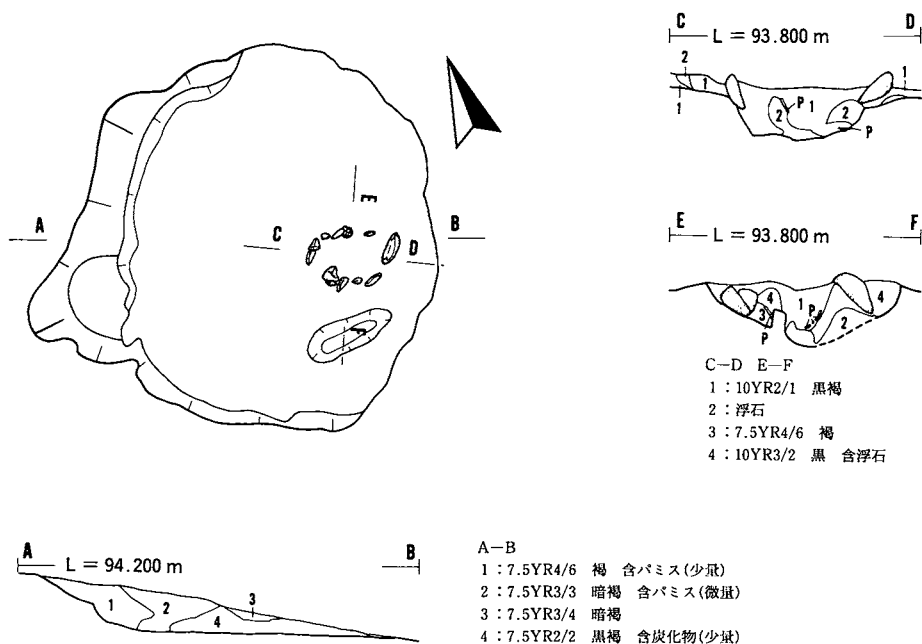 C D
L = 93.800 m
2
1
1
1
P 1
2
2
P
E
C
A
B
D
F
E F
L = 93.800 m
4
1
4
3
P
2
P
C—D E—F
1：10YR2/1 黒褐
2：浮石
3：7.5YR4/6 褐
4：10YR3/2 黒 含浮石
A B
L = 94.200 m
3
1
2
4
A—B
1：7.5YR4/6 褐 含パミス(少量)
2：7.5YR3/3 暗褐 含パミス(微量)
3：7.5YR3/4 暗褐
4：7.5YR2/2 黒褐 含炭化物(少量)